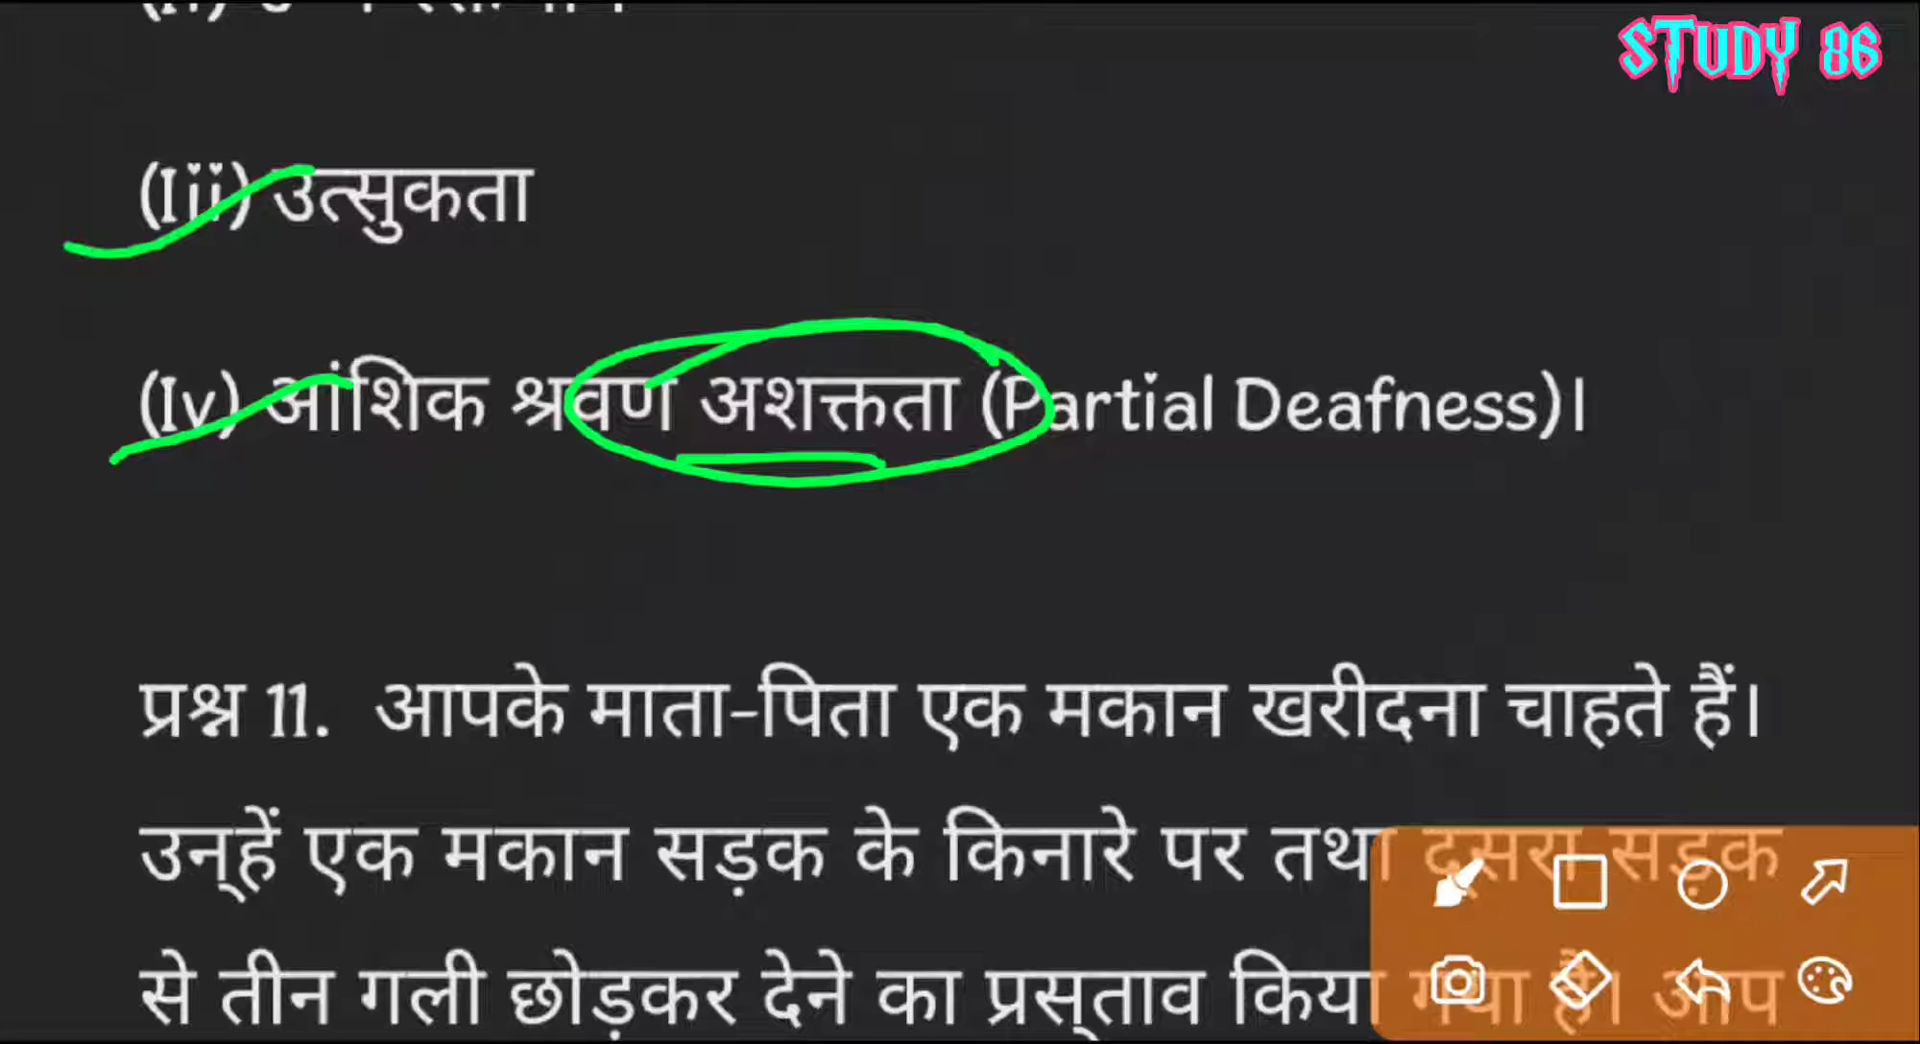 STUDY 86
(Iii) उत्सुकता
(Iv) आंशिक श्रवण अशक्तता (Partial Deafness)।
प्रश्न 11. आपके माता-पिता एक मकान खरीदना चाहते हैं।
उन्हें एक मकान सड़क के किनारे पर तथा दूसरा सड़क
से तीन गली छोड़कर देने का प्रस्ताव किया गया है। आप